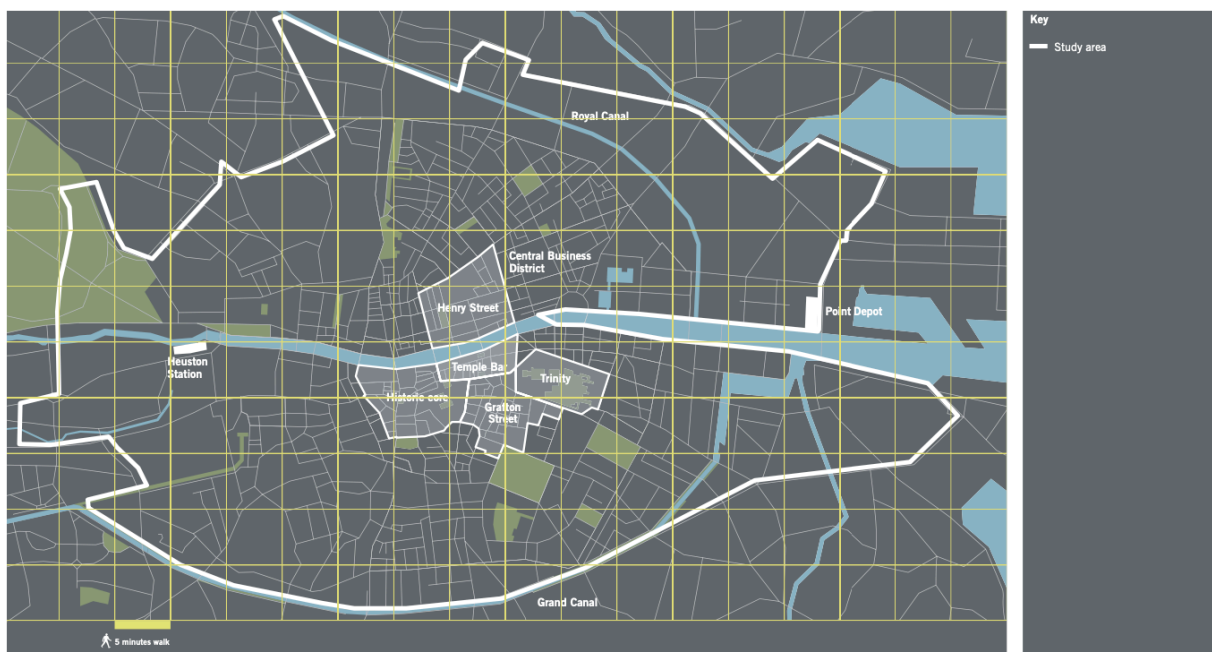 Key
Study area
Royal Canal
Central Business
District
Henry Street
Point Depot
Heuston
Station
Temple Bar
Trinity
Historic core
Grafton
Street
Grand Canal
5 minutes walk